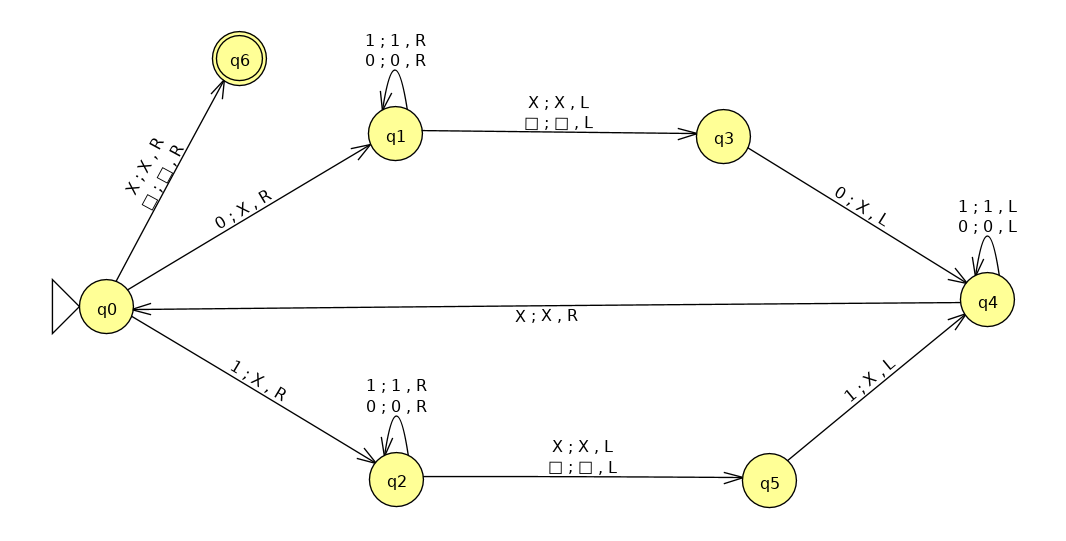 q6
1 ; 1 , R
0 ; 0 , R
q1
X ; X , L
□ ; □ , L
q3
X ; X , R
□ ; □ , R
0 ; X , R
0 ; X , L
1 ; 1 , L
0 ; 0 , L
q4
q0
X ; X , R
1 ; X , R
1 ; 1 , R
0 ; 0 , R
q2
X ; X , L
□ ; □ , L
q5
1 ; X , L